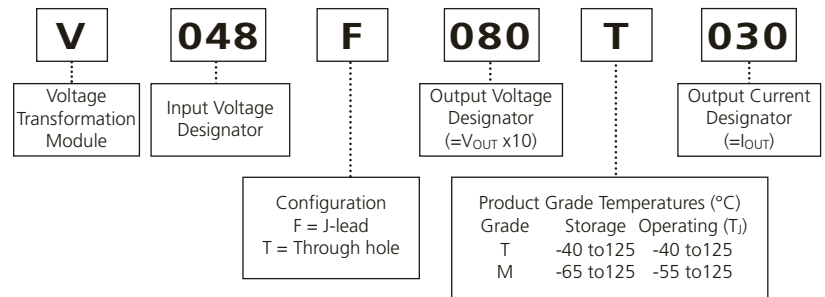 V 048 F 080 T 030
Voltage
Transformation
Module
Input Voltage
Designator
Output Voltage
Designator
(=VOUT x10)
Output Current
Designator
(=IOUT)
Configuration
F = J-lead
T = Through hole
Product Grade Temperatures (°C)
Grade Storage Operating (TJ)
T -40 to125 -40 to125
M -65 to125 -55 to125